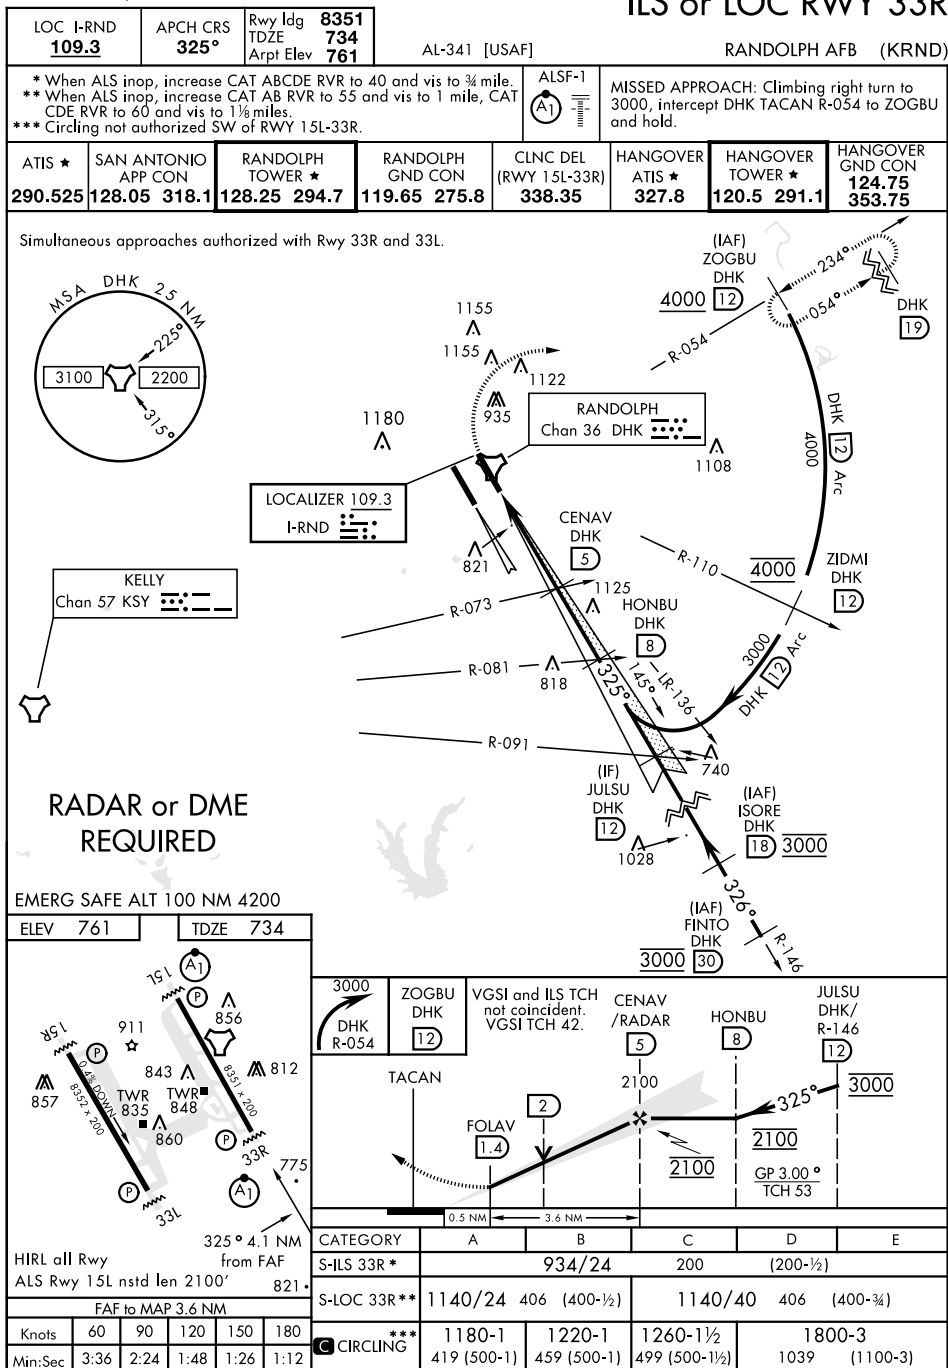 ILS or LOC RWY 33R
LOC I-RND
109.3
APCH CRS
325°
Rwy ldg 8351
TDZE 734
Arpt Elev 761
AL-341 [USAF]
RANDOLPH AFB (KRND)
* When ALS inop, increase CAT ABCDE RVR to 40 and vis to ¾ mile.
** When ALS inop, increase CAT AB RVR to 55 and vis to 1 mile, CAT
CDE RVR to 60 and vis to 1⅛ miles.
*** Circling not authorized SW of RWY 15L-33R.
ALSF-1
A1
MISSED APPROACH: Climbing right turn to
3000, intercept DHK TACAN R-054 to ZOGBU
and hold.
ATIS ★
290.525
SAN ANTONIO
APP CON
128.05 318.1
RANDOLPH
TOWER ★
128.25 294.7
RANDOLPH
GND CON
119.65 275.8
CLNC DEL
(RWY 15L-33R)
338.35
HANGOVER
ATIS ★
327.8
HANGOVER
TOWER ★
120.5 291.1
HANGOVER
GND CON
124.75
353.75
Simultaneous approaches authorized with Rwy 33R and 33L.
MSA DHK 25 NM
225°
3100
2200
315°
(IAF)
ZOGBU
DHK
12
4000
234°
054°
DHK
19
R-054
1155
1155
1122
935
1180
RANDOLPH
Chan 36 DHK
1108
DHK 12 Arc
4000
LOCALIZER 109.3
I-RND
821
CENAV
DHK
5
R-110
4000
ZIDMI
DHK
12
KELLY
Chan 57 KSY
1125
R-073
HONBU
DHK
8
3000
DHK 12 Arc
R-081
818
325°
145°
LR-136
R-091
740
(IF)
JULSU
DHK
12
(IAF)
ISORE
DHK
18 3000
1028
326°
(IAF)
FINTO
DHK
3000 30
R-146
RADAR or DME
REQUIRED
EMERG SAFE ALT 100 NM 4200
ELEV 761
TDZE 734
A1
15L
P
856
15R
911
P
857
0.4% DOWN
8352 x 200
843
TWR
835
TWR
848
8351 x 200
812
860
P
33R
775
P
A1
33L
325° 4.1 NM
from FAF
HIRL all Rwy
ALS Rwy 15L nstd len 2100'
821
FAF to MAP 3.6 NM
Knots 60 90 120 150 180
Min:Sec 3:36 2:24 1:48 1:26 1:12
3000
DHK
R-054
ZOGBU
DHK
12
VGSI and ILS TCH
not coincident.
VGSI TCH 42.
CENAV
/RADAR
5
2100
HONBU
8
JULSU
DHK/
R-146
12
TACAN
3000
325°
FOLAV
1.4
2
2100
2100
GP 3.00°
TCH 53
0.5 NM
3.6 NM
CATEGORY A B C D E
S-ILS 33R * 934/24 200 (200-½)
S-LOC 33R ** 1140/24 406 (400-½) 1140/40 406 (400-¾)
C CIRCLING *** 1180-1 1220-1 1260-1½ 1800-3
419 (500-1) 459 (500-1) 499 (500-1½) 1039 (1100-3)